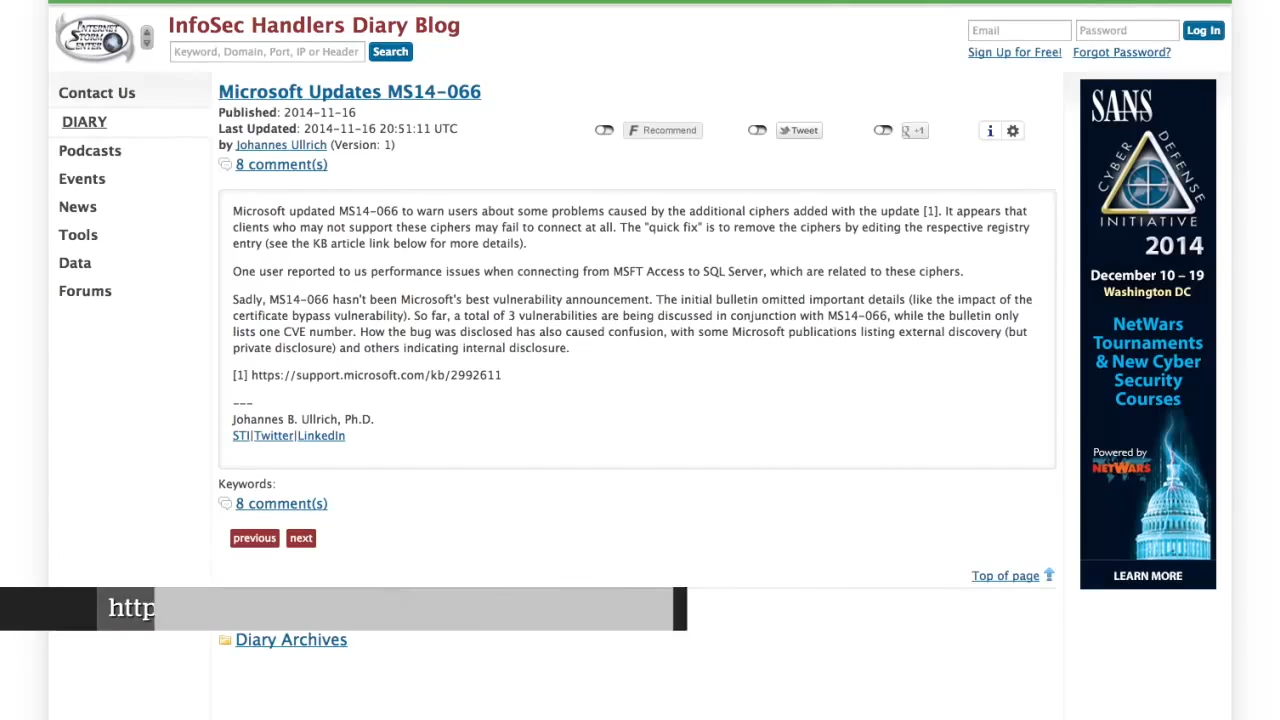 INTERNET
STORM
CENTER
InfoSec Handlers Diary Blog
Keyword, Domain, Port, IP or Header
Search
Email
Password
Log In
Sign Up for Free!
Forgot Password?
Contact Us
DIARY
Podcasts
Events
News
Tools
Data
Forums
Microsoft Updates MS14-066
Published: 2014-11-16
Last Updated: 2014-11-16 20:51:11 UTC
by Johannes Ullrich (Version: 1)
Recommend
Tweet
+1
8 comment(s)
Microsoft updated MS14-066 to warn users about some problems caused by the additional ciphers added with the update [1]. It appears that
clients who may not support these ciphers may fail to connect at all. The "quick fix" is to remove the ciphers by editing the respective registry
entry (see the KB article link below for more details).
One user reported to us performance issues when connecting from MSFT Access to SQL Server, which are related to these ciphers.
Sadly, MS14-066 hasn't been Microsoft's best vulnerability announcement. The initial bulletin omitted important details (like the impact of the
certificate bypass vulnerability). So far, a total of 3 vulnerabilities are being discussed in conjunction with MS14-066, while the bulletin only
lists one CVE number. How the bug was disclosed has also caused confusion, with some Microsoft publications listing external discovery (but
private disclosure) and others indicating internal disclosure.
[1] https://support.microsoft.com/kb/2992611
---
Johannes B. Ullrich, Ph.D.
STI|Twitter|LinkedIn
Keywords:
8 comment(s)
previous
next
Top of page
http
Diary Archives
SANS
CYBER
DEFENSE
INITIATIVE
2014
December 10 – 19
Washington DC
NetWars
Tournaments
& New Cyber
Security
Courses
Powered by
NETWARS
LEARN MORE